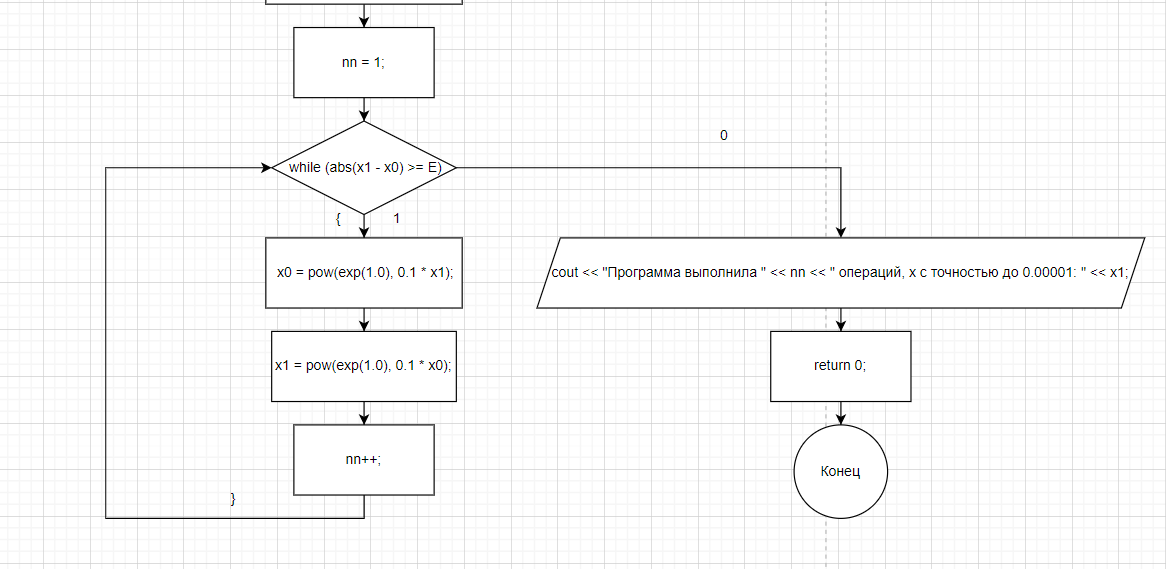 nn = 1;
0
while (abs(x1 - x0) >= E)
{
1
x0 = pow(exp(1.0), 0.1 * x1);
cout << "Программа выполнила " << nn << " операций, x с точностью до 0.00001: " << x1;
x1 = pow(exp(1.0), 0.1 * x0);
return 0;
nn++;
Конец
}